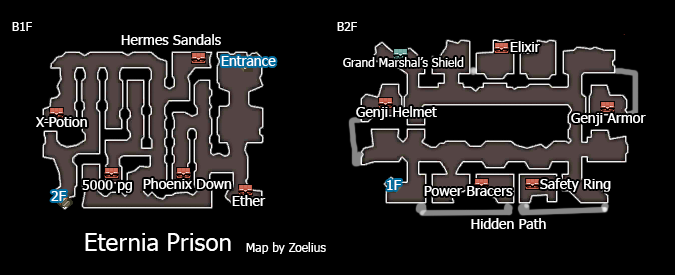 B1F
Hermes Sandals
Entrance
X-Potion
5000 pg
Phoenix Down
2F
Ether
Eternia Prison
Map by Zoelius
B2F
Elixir
Grand Marshal's Shield
Genji Helmet
Genji Armor
1F
Power Bracers
Safety Ring
Hidden Path